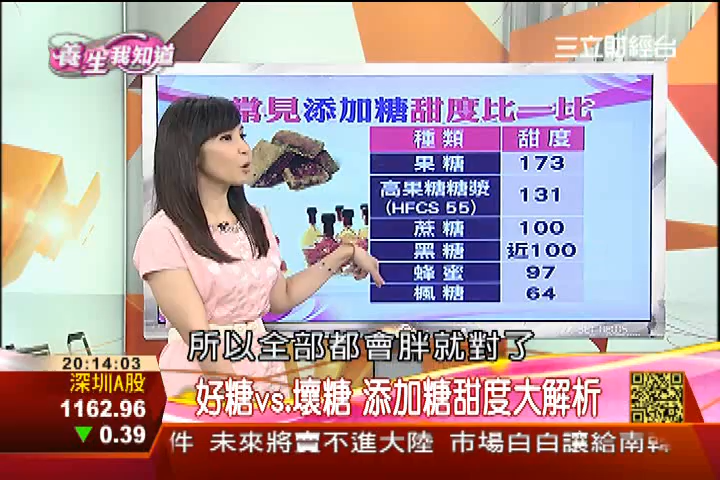 養生我知道
三立財經台
常見添加糖甜度比一比
種類 甜度
果糖 173
高果糖糖漿 (HFCS 55) 131
蔗糖 100
黑糖 近100
蜂蜜 97
楓糖 64
所以全部都會胖就對了
20:14:03
深圳A股
1162.96
▼0.39
好糖vs.壞糖 添加糖甜度大解析
件 未來將賣不進大陸 市場白白讓給南韓